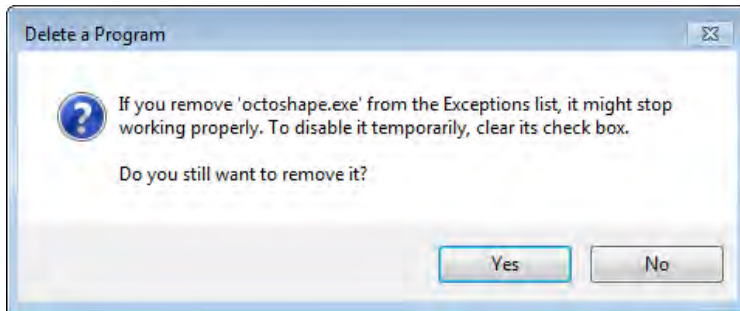 Delete a Program
If you remove 'octoshape.exe' from the Exceptions list, it might stop
working properly. To disable it temporarily, clear its check box.
Do you still want to remove it?
Yes
No